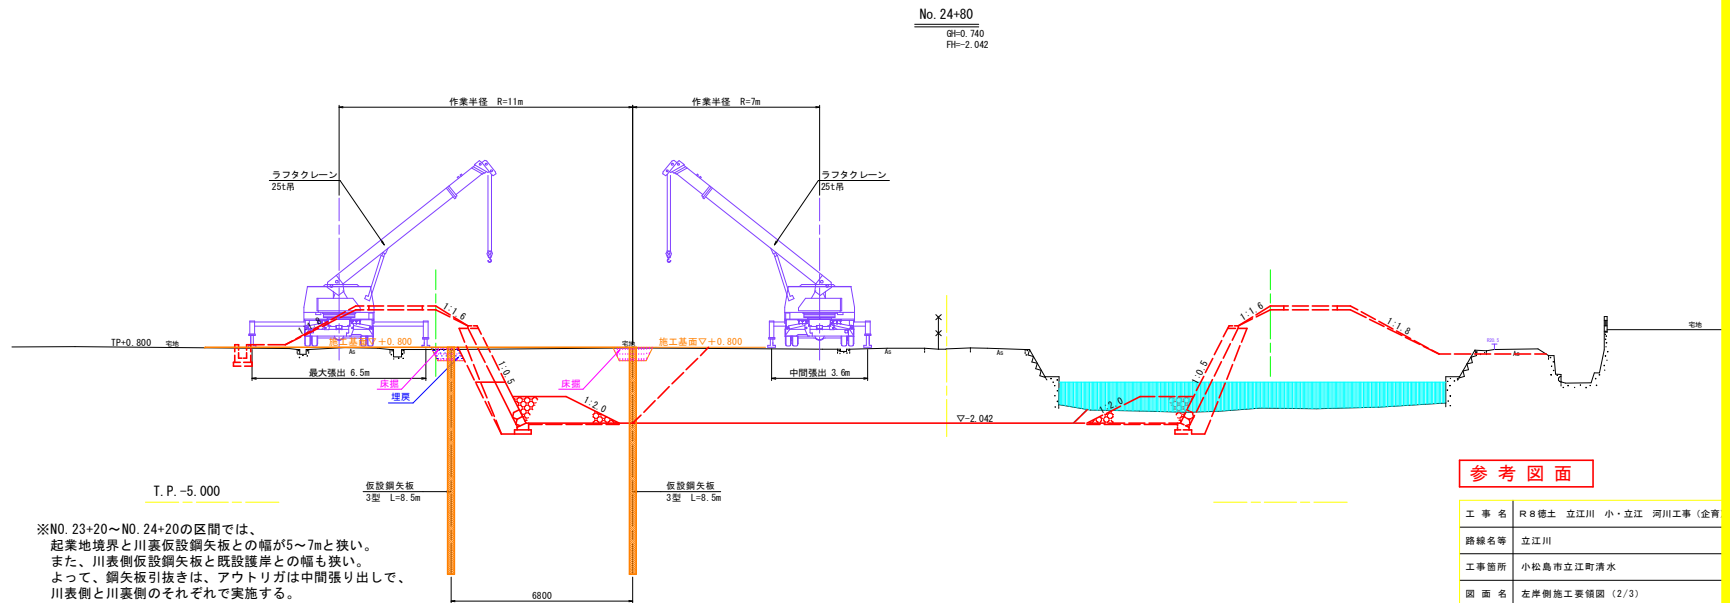 No. 24+80
GH=0.740
FH=-2.042
作業半径 R=11m
作業半径 R=7m
ラフタクレーン
25t吊
ラフタクレーン
25t吊
1:1.6
1:1.6
1:1.8
TP+0.800
宅地
施工基面▽+0.800
宅地
施工基面▽+0.800
宅地
As
As
As
As
最大張出 6.5m
床掘
埋戻
1:0.5
床掘
中間張出 3.6m
1:0.5
1:2.0
1:2.0
▽-2.042
仮設鋼矢板
3型 L=8.5m
仮設鋼矢板
3型 L=8.5m
T.P.-5.000
※NO.23+20～NO.24+20の区間では、
起業地境界と川裏仮設鋼矢板との幅が5～7mと狭い。
また、川表側仮設鋼矢板と既設護岸との幅も狭い。
よって、鋼矢板引抜きは、アウトリガは中間張り出しで、
川表側と川裏側のそれぞれで実施する。
6800
参考図面
工事名 R8徳土 立江川 小・立江 河川工事（企育
路線名等 立江川
工事箇所 小松島市立江町清水
図面名 左岸側施工要領図（2/3）